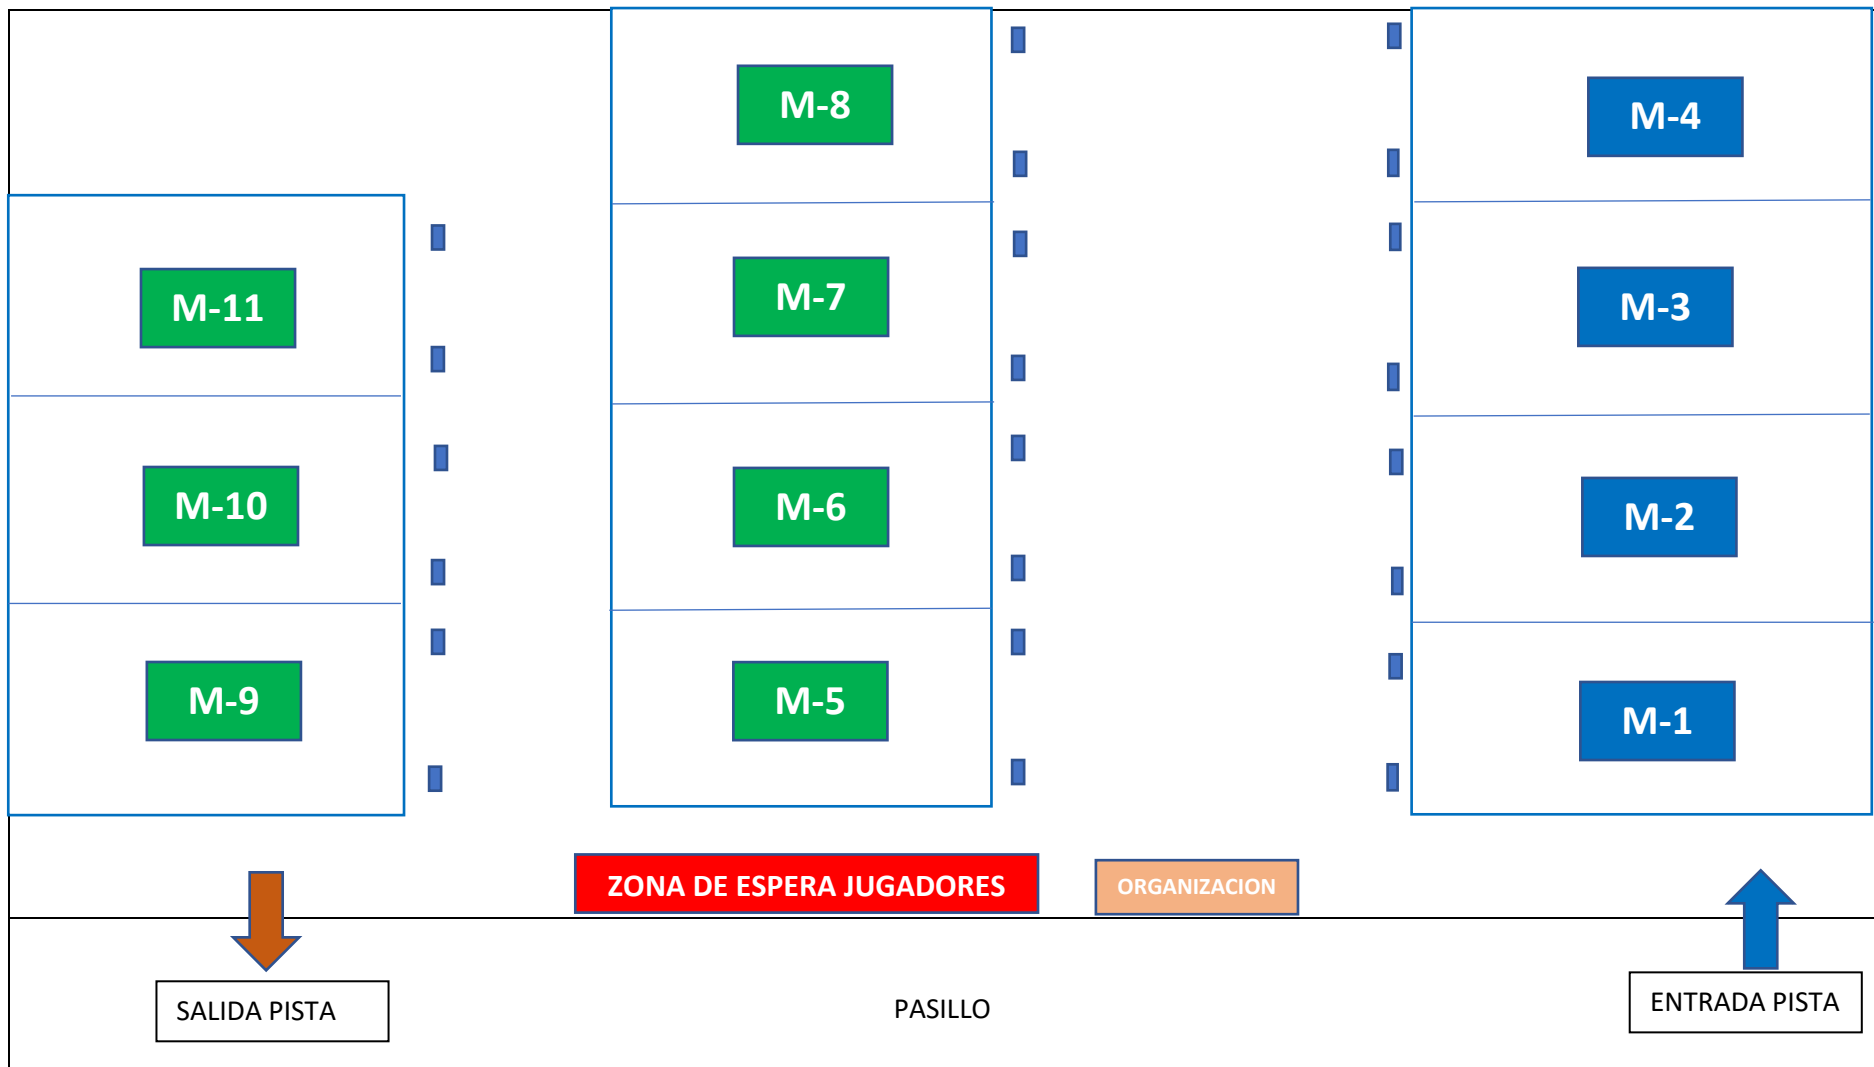 M-8
M-4
M-11
M-7
M-3
M-10
M-6
M-2
M-9
M-5
M-1
ZONA DE ESPERA JUGADORES
ORGANIZACION
SALIDA PISTA
PASILLO
ENTRADA PISTA